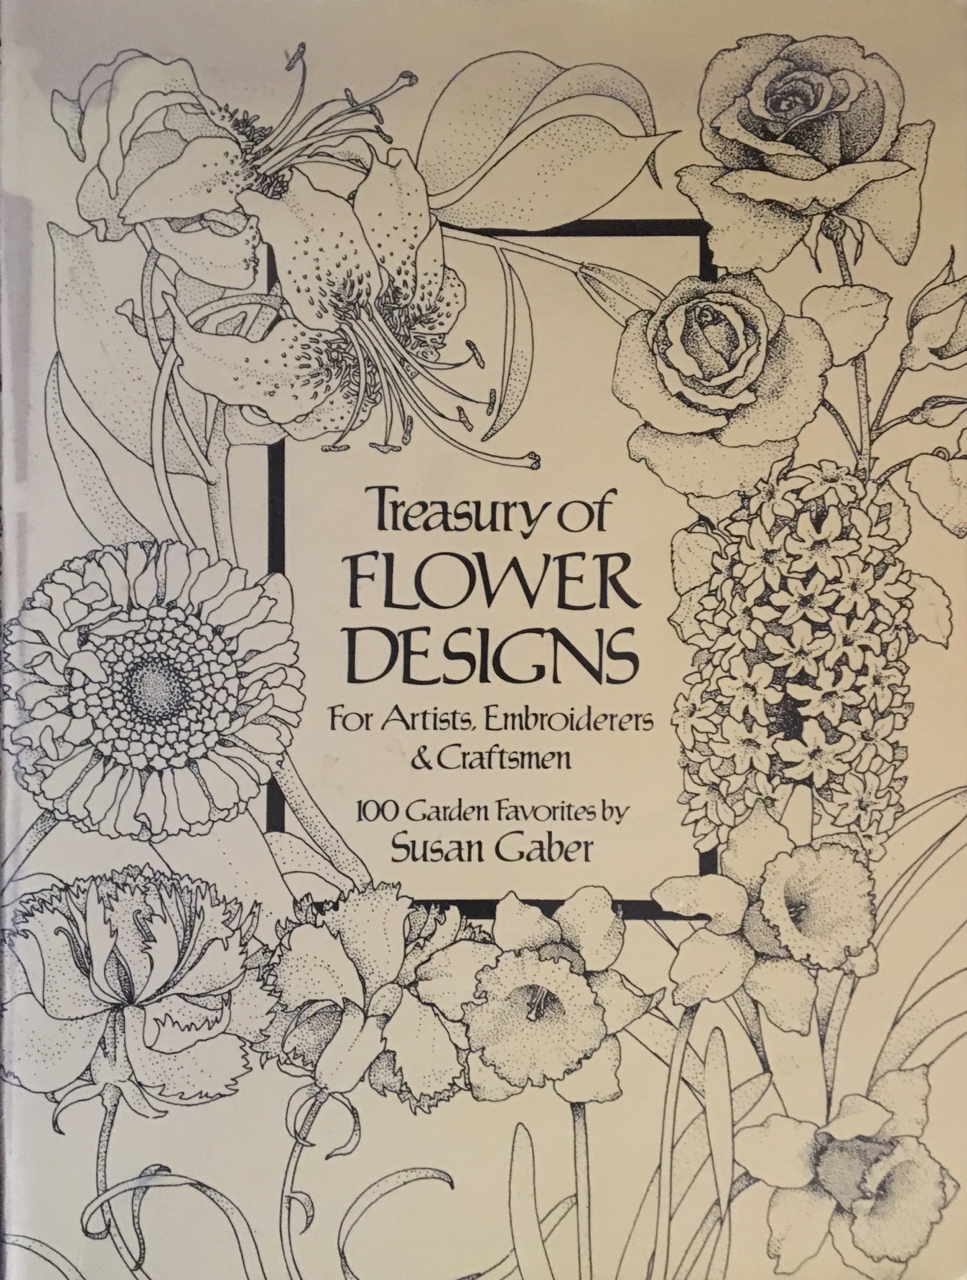 Treasury of
FLOWER
DESIGNS
For Artists, Embroiderers
& Craftsmen
100 Garden Favorites by
Susan Gaber